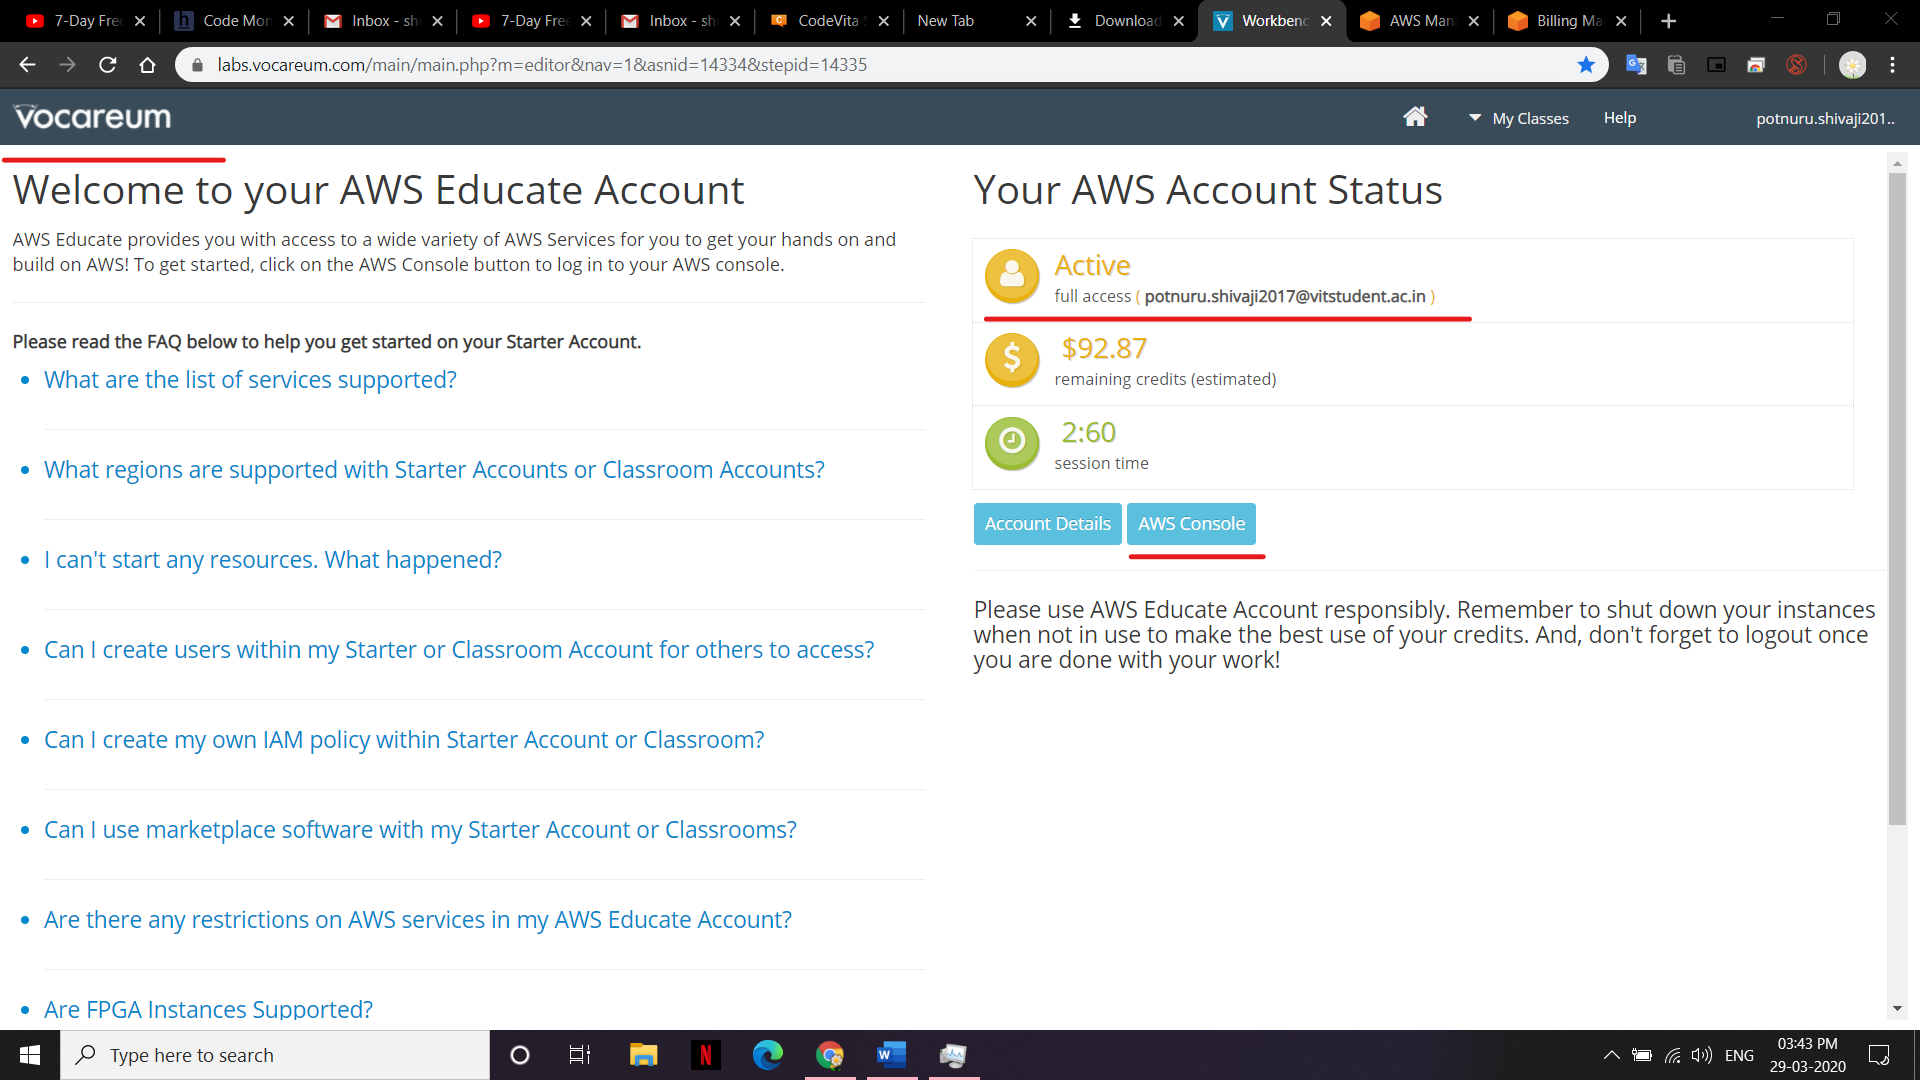 7-Day Fre
Code Mon
Inbox - sh
7-Day Fre
Inbox - sh
CodeVita
New Tab
Download
Workbenc
AWS Man
Billing Ma
labs.vocareum.com/main/main.php?m=editor&nav=1&asnid=14334&stepid=14335
vocareum
My Classes
Help
potnuru.shivaji201..
Welcome to your AWS Educate Account
AWS Educate provides you with access to a wide variety of AWS Services for you to get your hands on and
build on AWS! To get started, click on the AWS Console button to log in to your AWS console.
Please read the FAQ below to help you get started on your Starter Account.
What are the list of services supported?
What regions are supported with Starter Accounts or Classroom Accounts?
I can't start any resources. What happened?
Can I create users within my Starter or Classroom Account for others to access?
Can I create my own IAM policy within Starter Account or Classroom?
Can I use marketplace software with my Starter Account or Classrooms?
Are there any restrictions on AWS services in my AWS Educate Account?
Are FPGA Instances Supported?
Your AWS Account Status
Active
full access ( potnuru.shivaji2017@vitstudent.ac.in )
$92.87
remaining credits (estimated)
2:60
session time
Account Details
AWS Console
Please use AWS Educate Account responsibly. Remember to shut down your instances
when not in use to make the best use of your credits. And, don't forget to logout once
you are done with your work!
Type here to search
ENG
03:43 PM
29-03-2020